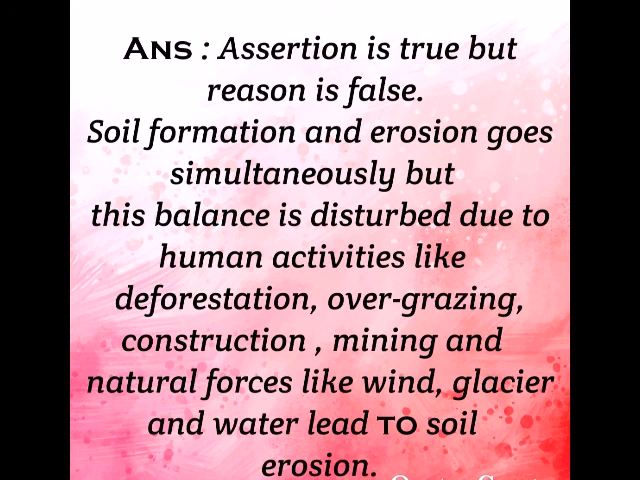 Ans : Assertion is true but
reason is false.
Soil formation and erosion goes
simultaneously but
this balance is disturbed due to
human activities like
deforestation, over-grazing,
construction , mining and
natural forces like wind, glacier
and water lead TO soil
erosion.